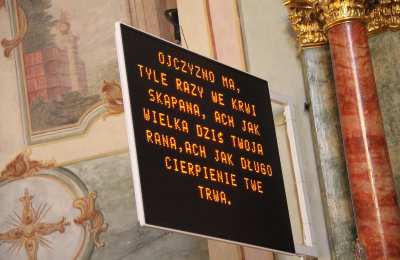 OJCZYZNO MA,
TYLE RAZY WE KRWI
SKĄPANA, ACH JAK
WIELKA DZIŚ TWOJA
RANA,ACH JAK DŁUGO
CIERPIENIE TWE
TRWA.